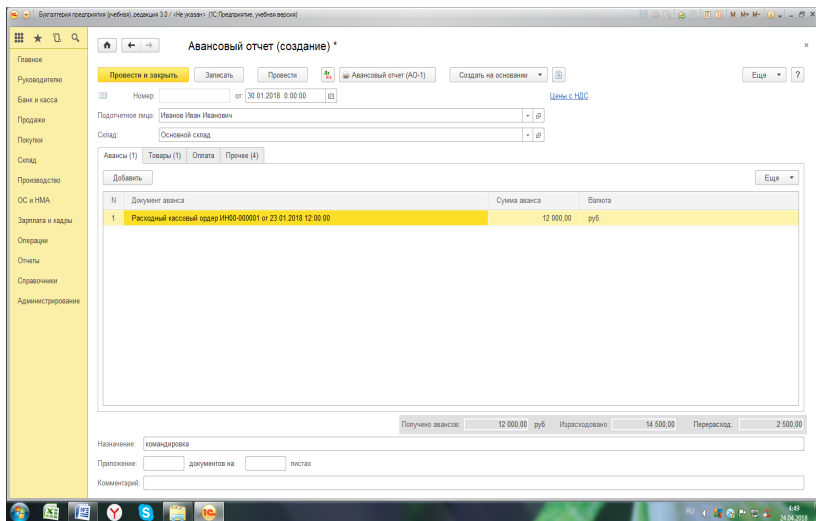 Бухгалтерия предприятия (учебная), редакция 3.0 / <Не указан> (1С:Предприятие, учебная версия)
M M+ M-
Главное
Руководителю
Банк и касса
Продажи
Покупки
Склад
Производство
ОС и НМА
Зарплата и кадры
Операции
Отчеты
Справочники
Администрирование
Авансовый отчет (создание) *
Провести и закрыть Записать Провести Авансовый отчет (АО-1) Создать на основании Еще ?
Номер: от: 30.01.2018 0:00:00 Цены с НДС
Подотчетное лицо: Иванов Иван Иванович
Склад: Основной склад
Авансы (1) Товары (1) Оплата Прочее (4)
Добавить Еще
N Документ аванса Сумма аванса Валюта
1 Расходный кассовый ордер ИН00-000001 от 23.01.2018 12:00:00 12 000,00 руб.
Получено авансов: 12 000,00 руб. Израсходовано: 14 500,00 Перерасход: 2 500,00
Назначение: командировка
Приложение: документов на листах
Комментарий:
RU 4:49
24.04.2018